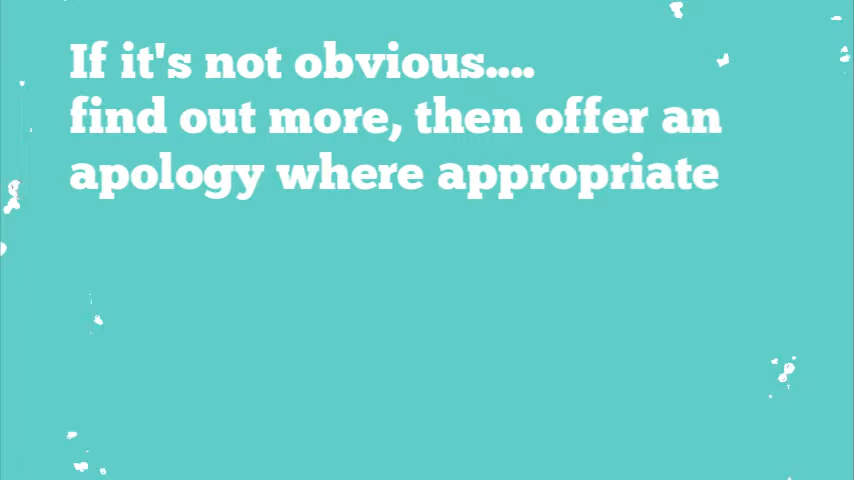 If it's not obvious....
find out more, then offer an
apology where appropriate